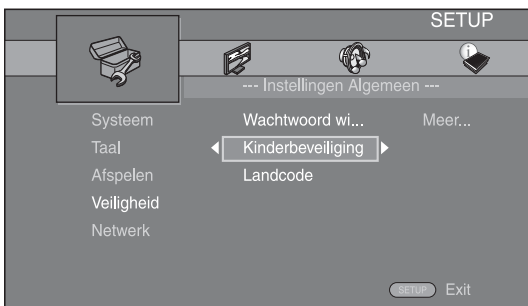 SETUP
--- Instellingen Algemeen ---
Systeem
Wachtwoord wi...
Meer...
Taal
Kinderbeveiliging
Afspelen
Landcode
Veiligheid
Netwerk
SETUP Exit